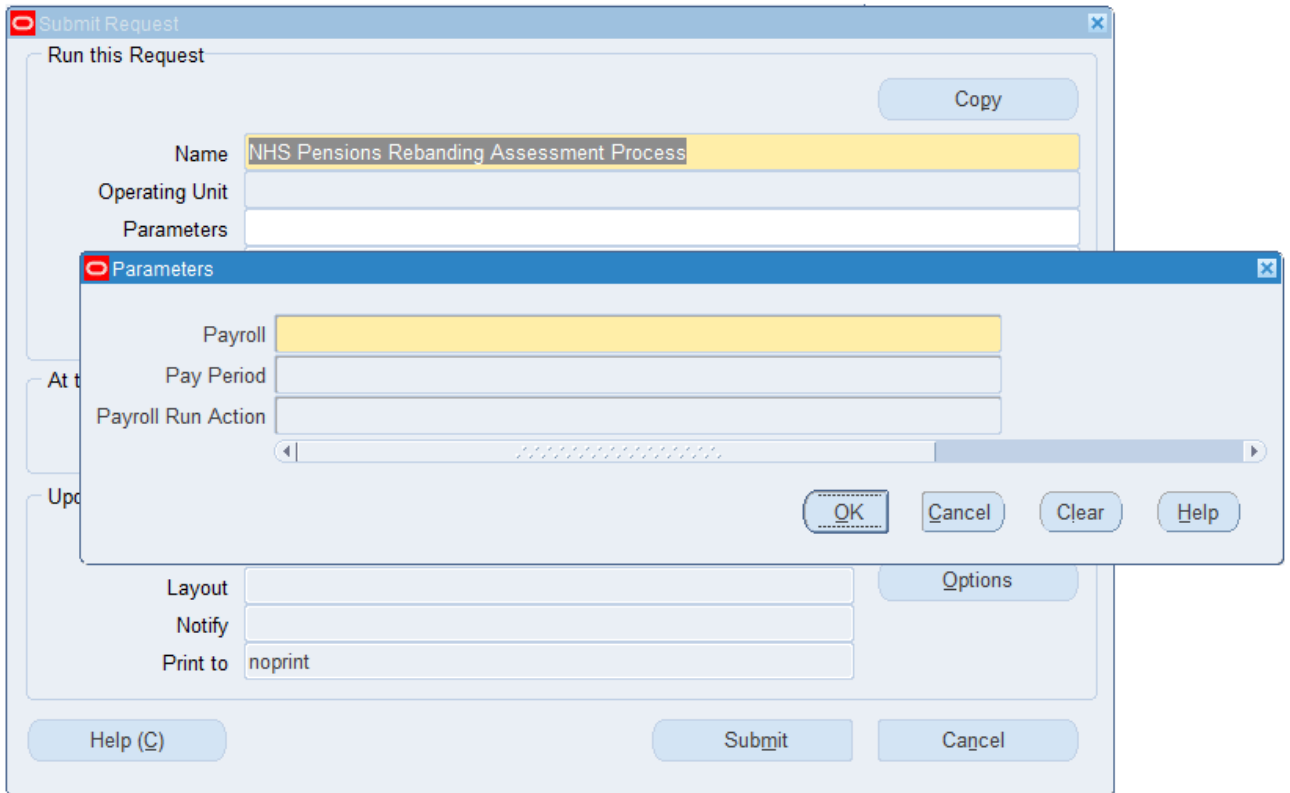 Submit Request
Run this Request
Copy
Name NHS Pensions Rebanding Assessment Process
Operating Unit
Parameters
Parameters
Payroll
Pay Period
Payroll Run Action
At t
OK Cancel Clear Help
Upo
Layout
Options
Notify
Print to noprint
Help (C) Submit Cancel